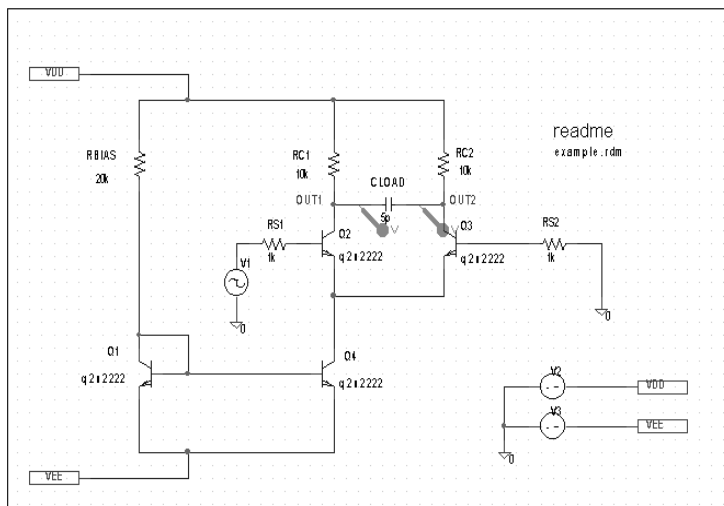 VDD
readme
example.rdm
RBIAS
20k
RC1
10k
RC2
10k
CLOAD
5p
OUT1
OUT2
V
V
RS1
1k
Q2
q2n2222
Q3
q2n2222
RS2
1k
V1
0
0
Q1
q2n2222
Q4
q2n2222
V2
VDD
V3
VEE
0
VEE